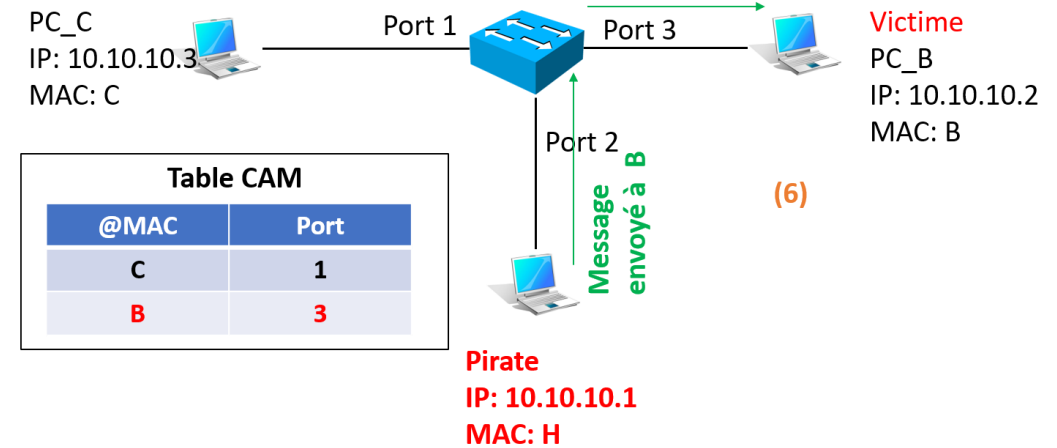 PC_C
IP: 10.10.10.3
MAC: C
Port 1
Port 3
Victime
PC_B
IP: 10.10.10.2
MAC: B
Port 2
Message
envoyé à B
(6)
Table CAM
@MAC Port
C 1
B 3
Pirate
IP: 10.10.10.1
MAC: H